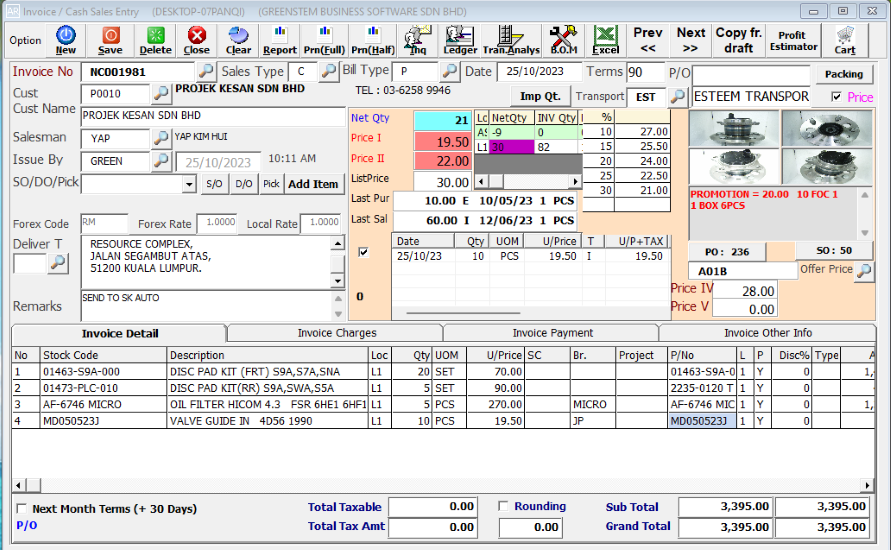 Invoice / Cash Sales Entry (DESKTOP-07PANQI) (GREENSTEM BUSINESS SOFTWARE SDN BHD)
Option New Save Delete Close Clear Report Prn(Full) Prn(Half) Inq Ledger Tran.Analys B.O.M Excel Prev << Next >> Copy fr. draft Profit Estimator Cart
Invoice No NC001981 Sales Type C Bill Type P Date 25/10/2023 Terms 90 P/O Packing
Cust P0010 PROJEK KESAN SDN BHD TEL : 03-6258 9946 Imp Qt. Transport EST ESTEEM TRANSPOR Price
Cust Name PROJEK KESAN SDN BHD
Salesman YAP YAP KIM HUI
Issue By GREEN 25/10/2023 10:11 AM
SO/DO/Pick S/O D/O Pick Add Item
Forex Code RM Forex Rate 1.0000 Local Rate 1.0000
Deliver T RESOURCE COMPLEX,
JALAN SEGAMBUT ATAS,
51200 KUALA LUMPUR.
Remarks SEND TO SK AUTO
Net Qty 21
Price I 19.50
Price II 22.00
ListPrice 30.00
Last Pur 10.00 E 10/05/23 1 PCS
Last Sal 60.00 I 12/06/23 1 PCS
0
Lc NetQty INV Qty
AS -9 0
L1 30 82
%
10 27.00
15 25.50
20 24.00
25 22.50
30 21.00
Date Qty UOM U/Price T U/P+TAX
25/10/23 10 PCS 19.50 I 19.50
PROMOTION = 20.00 10 FOC 1
1 BOX 6PCS
PO : 236 SO : 50
A01B Offer Price
Price IV 28.00
Price V 0.00
Invoice Detail Invoice Charges Invoice Payment Invoice Other Info
No Stock Code Description Loc Qty UOM U/Price SC Br. Project P/No L P Disc% Type A
1 01463-S9A-000 DISC PAD KIT (FRT) S9A,S7A,SNA L1 20 SET 70.00 01463-S9A-0 1 Y 0 1,
2 01473-PLC-010 DISC PAD KIT(RR) S9A,SWA,S5A L1 5 SET 90.00 2235-0120 T 1 Y 0
3 AF-6746 MICRO OIL FILTER HICOM 4.3 FSR 6HE1 6HF1 L1 5 PCS 270.00 MICRO AF-6746 MIC 1 Y 0 1,
4 MD050523J VALVE GUIDE IN 4D56 1990 L1 10 PCS 19.50 JP MD050523J 1 Y 0
Next Month Terms (+ 30 Days) Total Taxable 0.00 Rounding Sub Total 3,395.00 3,395.00
P/O Total Tax Amt 0.00 0.00 Grand Total 3,395.00 3,395.00